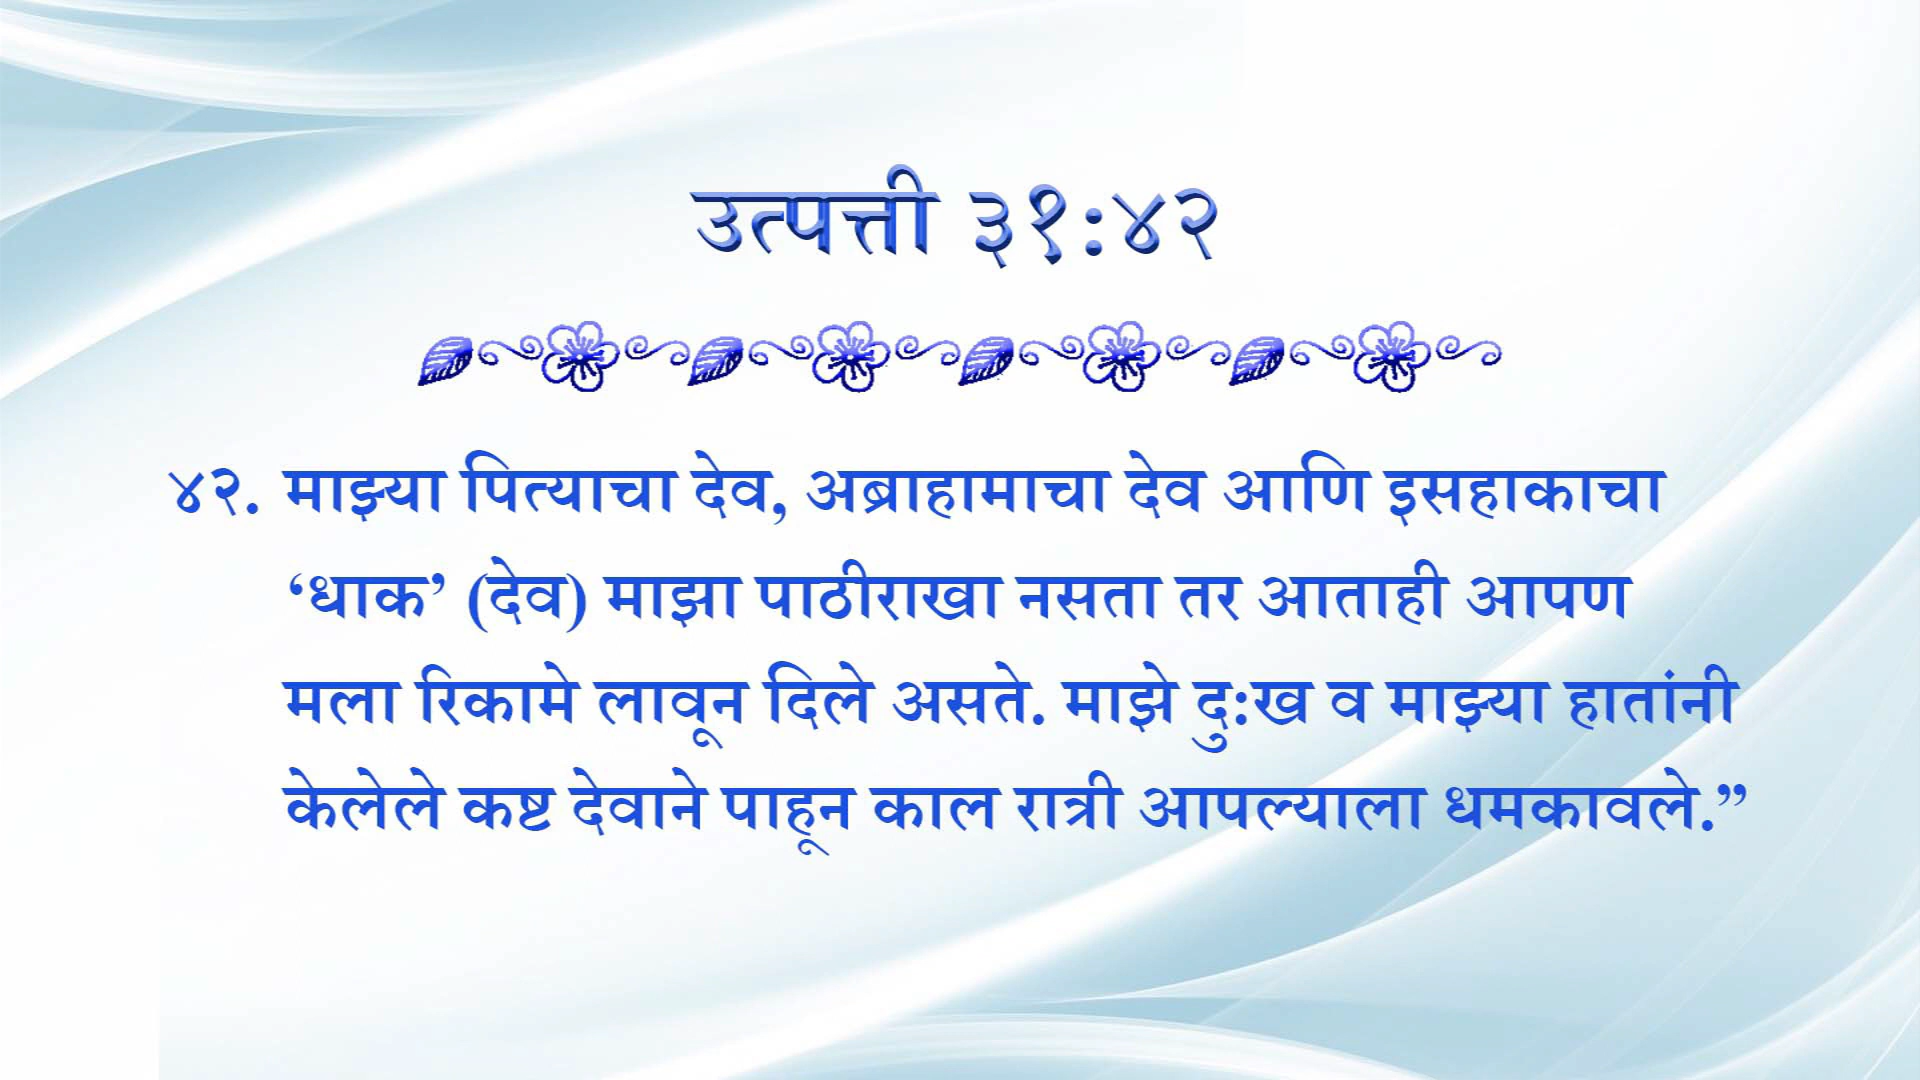 उत्पत्ती ३१:४२
४२. माझ्या पित्याचा देव, अब्राहामाचा देव आणि इसहाकाचा
‘धाक’ (देव) माझा पाठीराखा नसता तर आताही आपण
मला रिकामे लावून दिले असते. माझे दु:ख व माझ्या हातांनी
केलेले कष्ट देवाने पाहून काल रात्री आपल्याला धमकावले.”